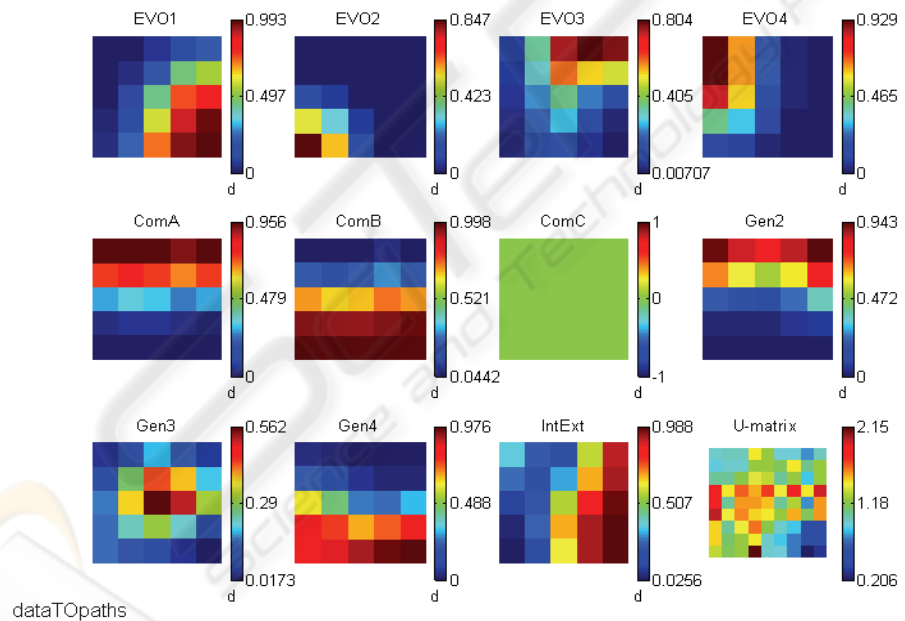 EVO1 EVO2 EVO3 EVO4
0.993 0.847 0.804 0.929
0.497 0.423 0.405 0.465
0 0 0.00707 0
d d d d
ComA ComB ComC Gen2
0.956 0.998 1 0.943
0.479 0.521 0 0.472
0 0.0442 -1 0
d d d d
Gen3 Gen4 IntExt U-matrix
0.562 0.976 0.988 2.15
0.29 0.488 0.507 1.18
0.0173 0 0.0256 0.206
d d d
dataTOpaths
Science and Technology P